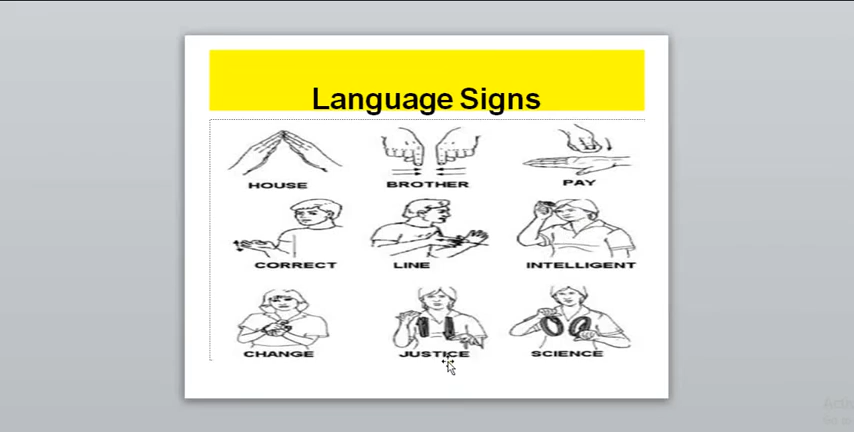 Language Signs
HOUSE BROTHER PAY
CORRECT LINE INTELLIGENT
CHANGE JUSTICE SCIENCE